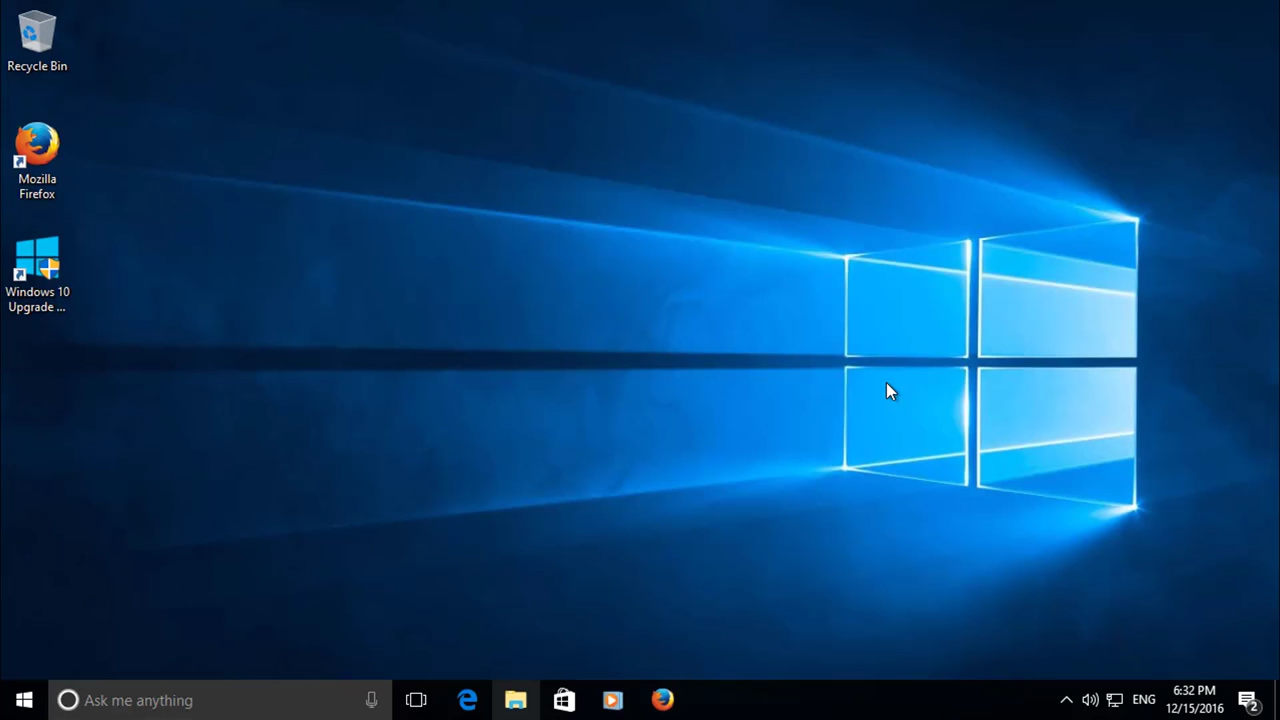 Recycle Bin
Mozilla
Firefox
Windows 10
Upgrade ...
Ask me anything
ENG
6:32 PM
12/15/2016
2